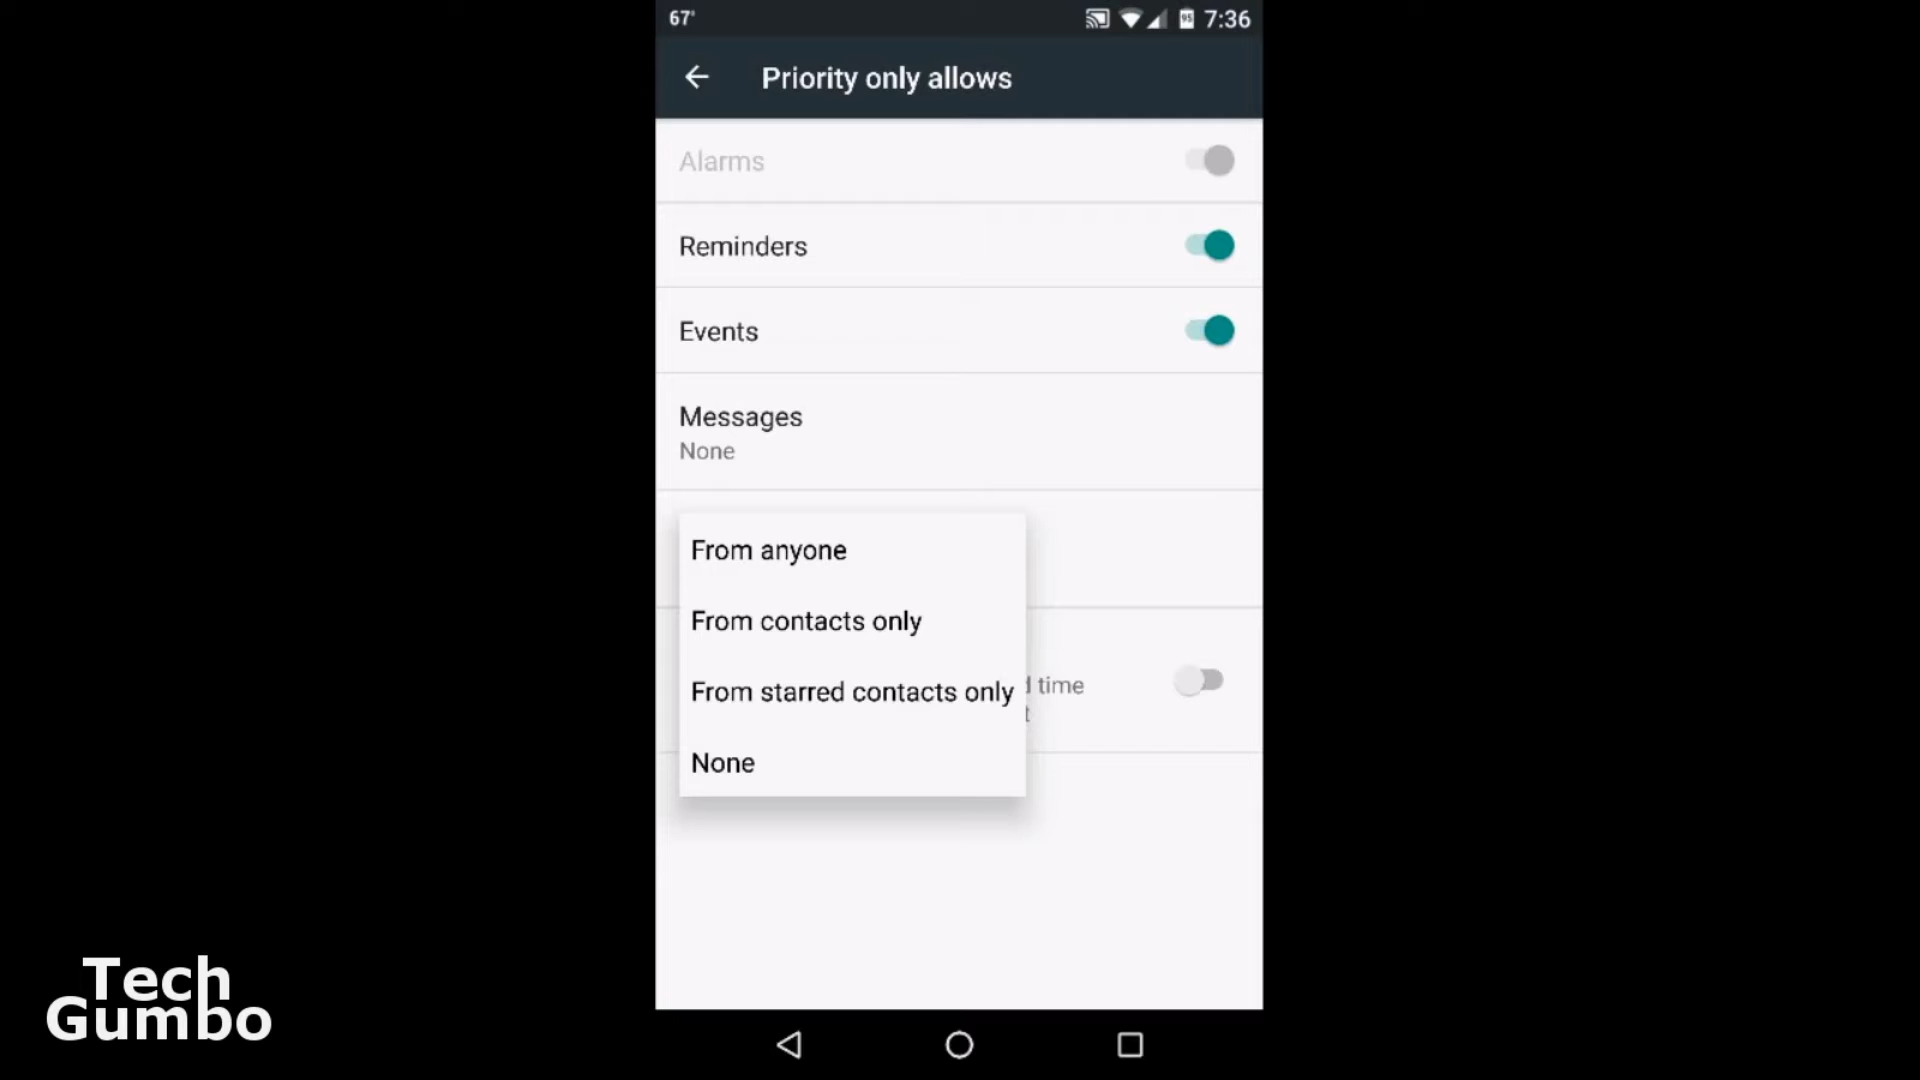 67°
95 7:36
Priority only allows
Alarms
Reminders
Events
Messages
None
From anyone
From contacts only
From starred contacts only
time
None
Tech
Gumbo